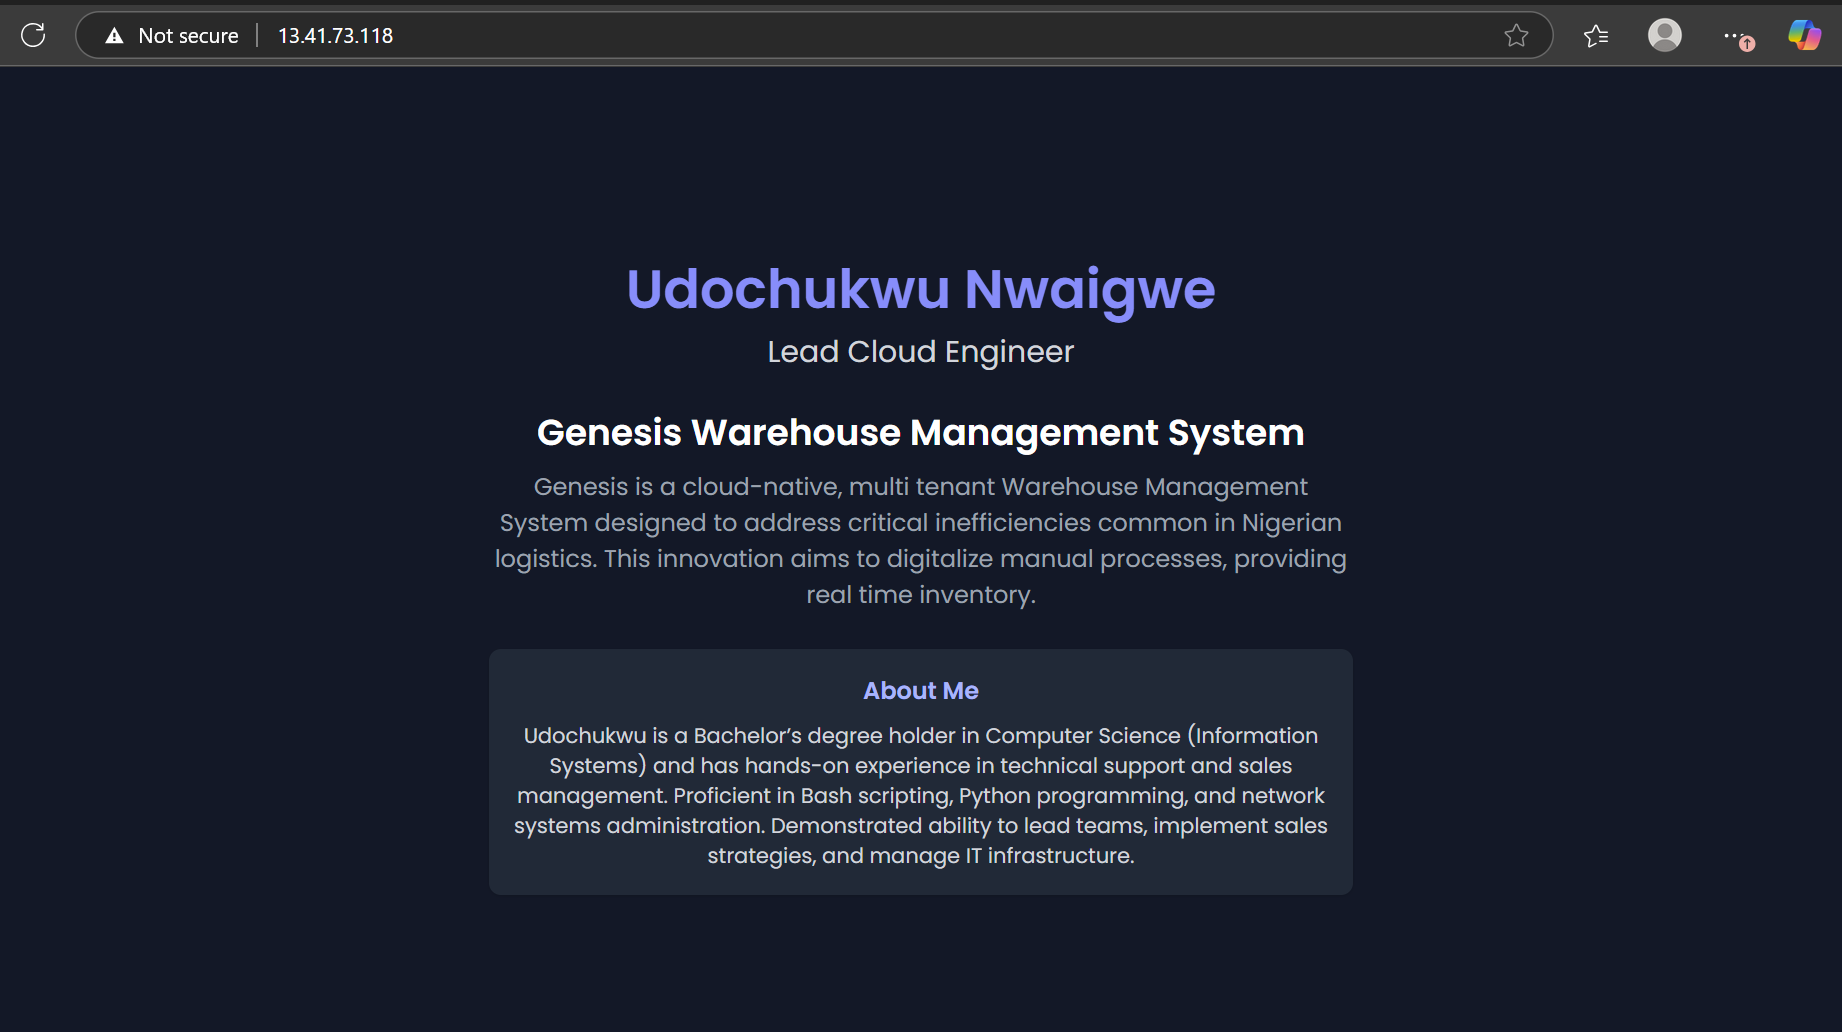 Not secure
13.41.73.118
Udochukwu Nwaigwe
Lead Cloud Engineer
Genesis Warehouse Management System
Genesis is a cloud-native, multi tenant Warehouse Management
System designed to address critical inefficiencies common in Nigerian
logistics. This innovation aims to digitalize manual processes, providing
real time inventory.
About Me
Udochukwu is a Bachelor’s degree holder in Computer Science (Information
Systems) and has hands-on experience in technical support and sales
management. Proficient in Bash scripting, Python programming, and network
systems administration. Demonstrated ability to lead teams, implement sales
strategies, and manage IT infrastructure.